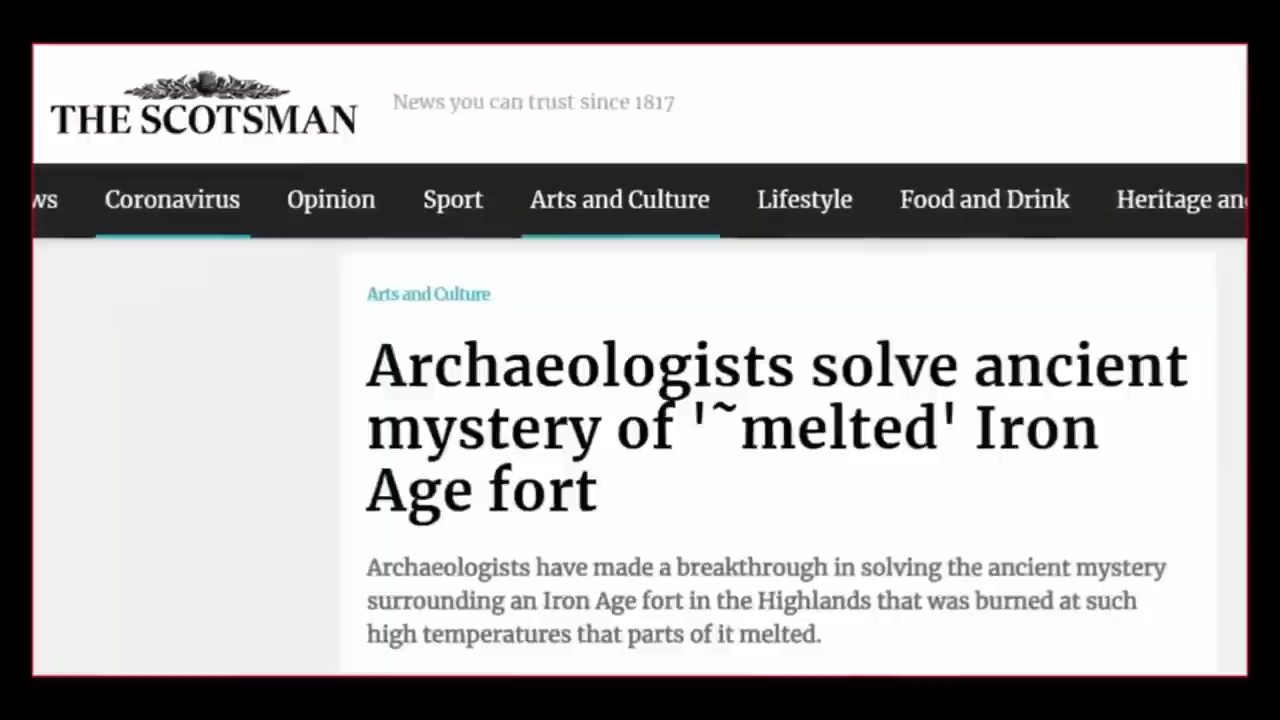 THE SCOTSMAN
News you can trust since 1817
ws Coronavirus Opinion Sport Arts and Culture Lifestyle Food and Drink Heritage an
Arts and Culture
Archaeologists solve ancient
mystery of '˜melted' Iron
Age fort
Archaeologists have made a breakthrough in solving the ancient mystery
surrounding an Iron Age fort in the Highlands that was burned at such
high temperatures that parts of it melted.